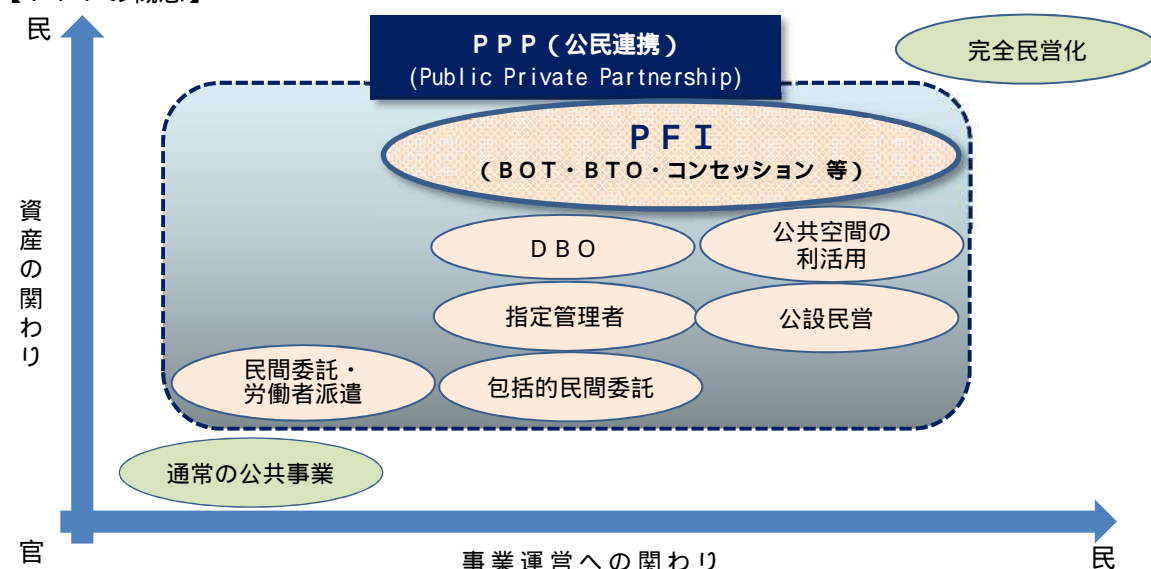 民
ＰＰＰ（公民連携）
(Public Private Partnership)
完全民営化
ＰＦＩ
（ＢＯＴ・ＢＴＯ・コンセッション 等）
資産の関わり
ＤＢＯ
公共空間の
利活用
指定管理者
公設民営
民間委託・
労働者派遣
包括的民間委託
通常の公共事業
官
事業運営への関わり
民